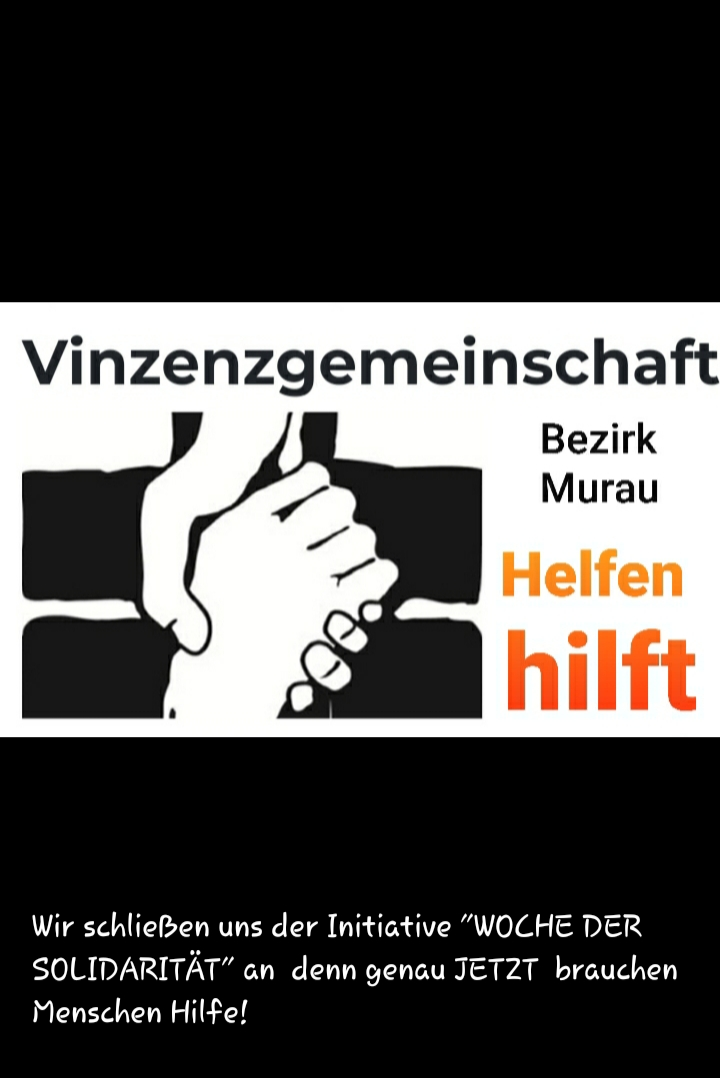 Vinzenzgemeinschaft
Bezirk
Murau
Helfen
hilft
Wir schließen uns der Initiative "WOCHE DER
SOLIDARITÄT" an  denn genau JETZT  brauchen
Menschen Hilfe!